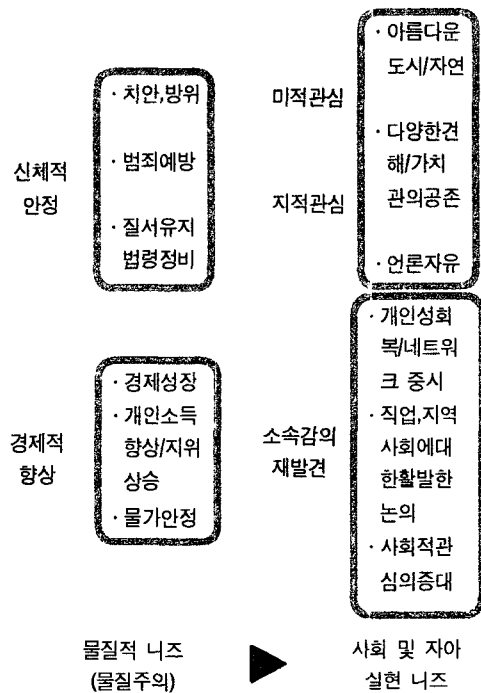 신체적
안정
· 치안,방위
· 범죄예방
· 질서유지
법령정비
미적관심
지적관심
· 아름다운
도시/자연
· 다양한견
해/가치
관의공존
· 언론자유
경제적
향상
· 경제성장
· 개인소득
향상/지위
상승
· 물가안정
소속감의
재발견
· 개인성회
복/네트워
크 중시
· 직업,지역
사회에대
한활발한
논의
· 사회적관
심의증대
물질적 니즈
(물질주의)
사회 및 자아
실현 니즈